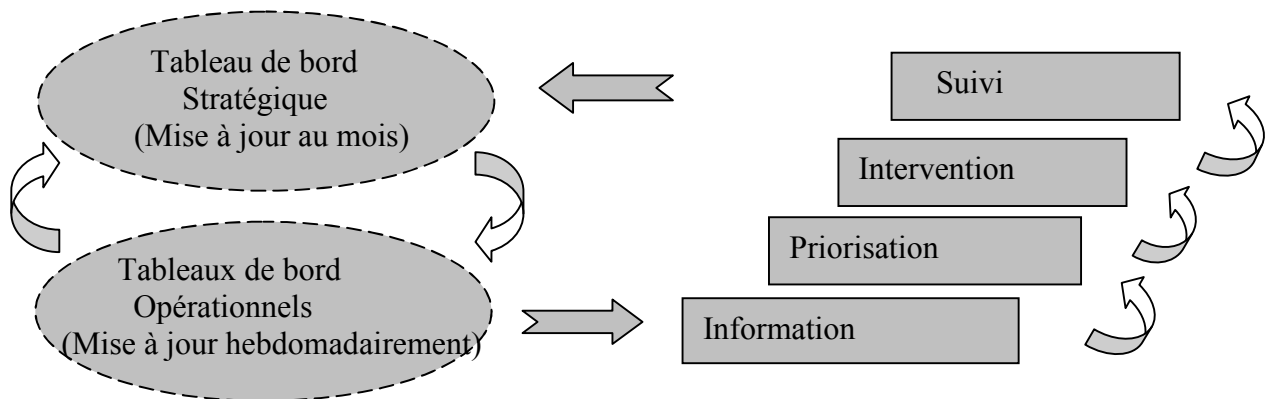 Tableau de bord
Stratégique
(Mise à jour au mois)
Tableaux de bord
Opérationnels
(Mise à jour hebdomadairement)
Suivi
Intervention
Priorisation
Information